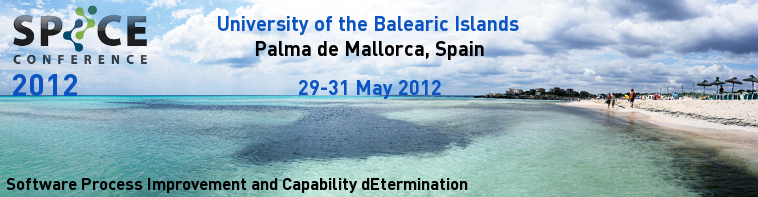 SPICE
CONFERENCE
2012
University of the Balearic Islands
Palma de Mallorca, Spain
29-31 May 2012
Software Process Improvement and Capability dEtermination